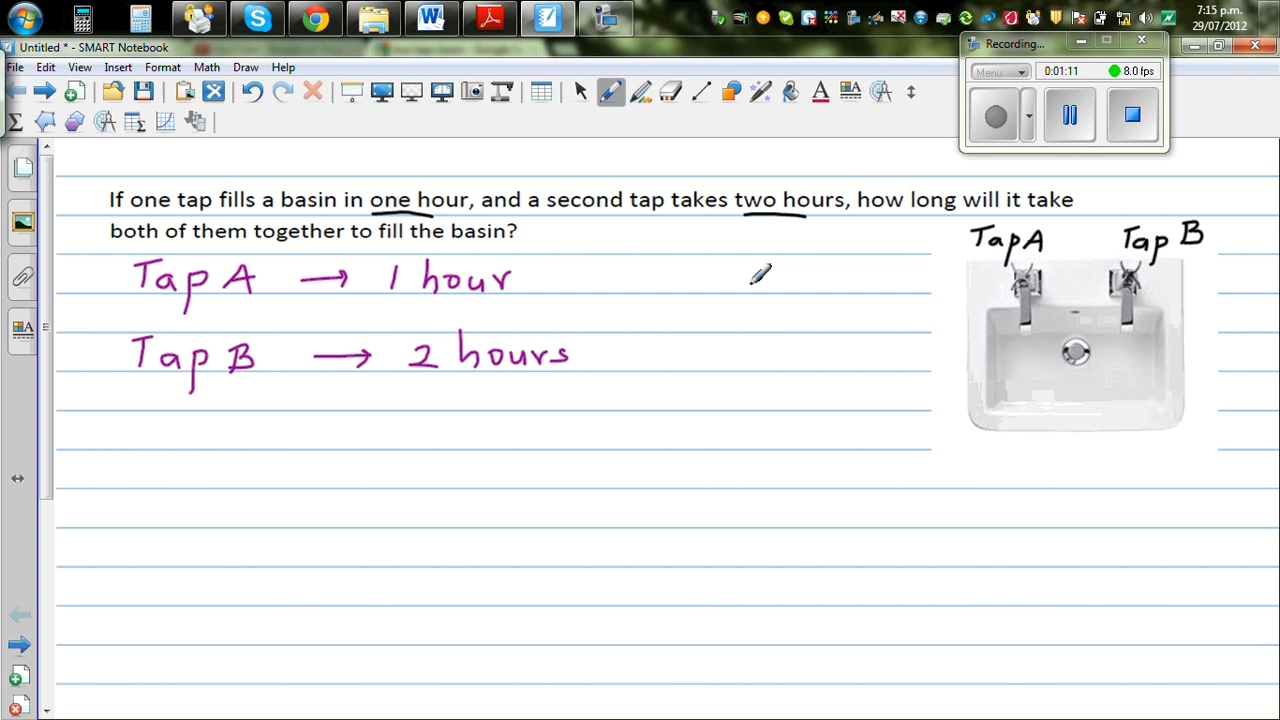 7:15 p.m.
29/07/2012
Untitled * - SMART Notebook
Recording...
File Edit View Insert Format Math Draw Help
Menu 0:01:11 8.0 fps
If one tap fills a basin in one hour, and a second tap takes two hours, how long will it take
both of them together to fill the basin?
Tap A Tap B
Tap A → 1 hour
Tap B → 2 hours